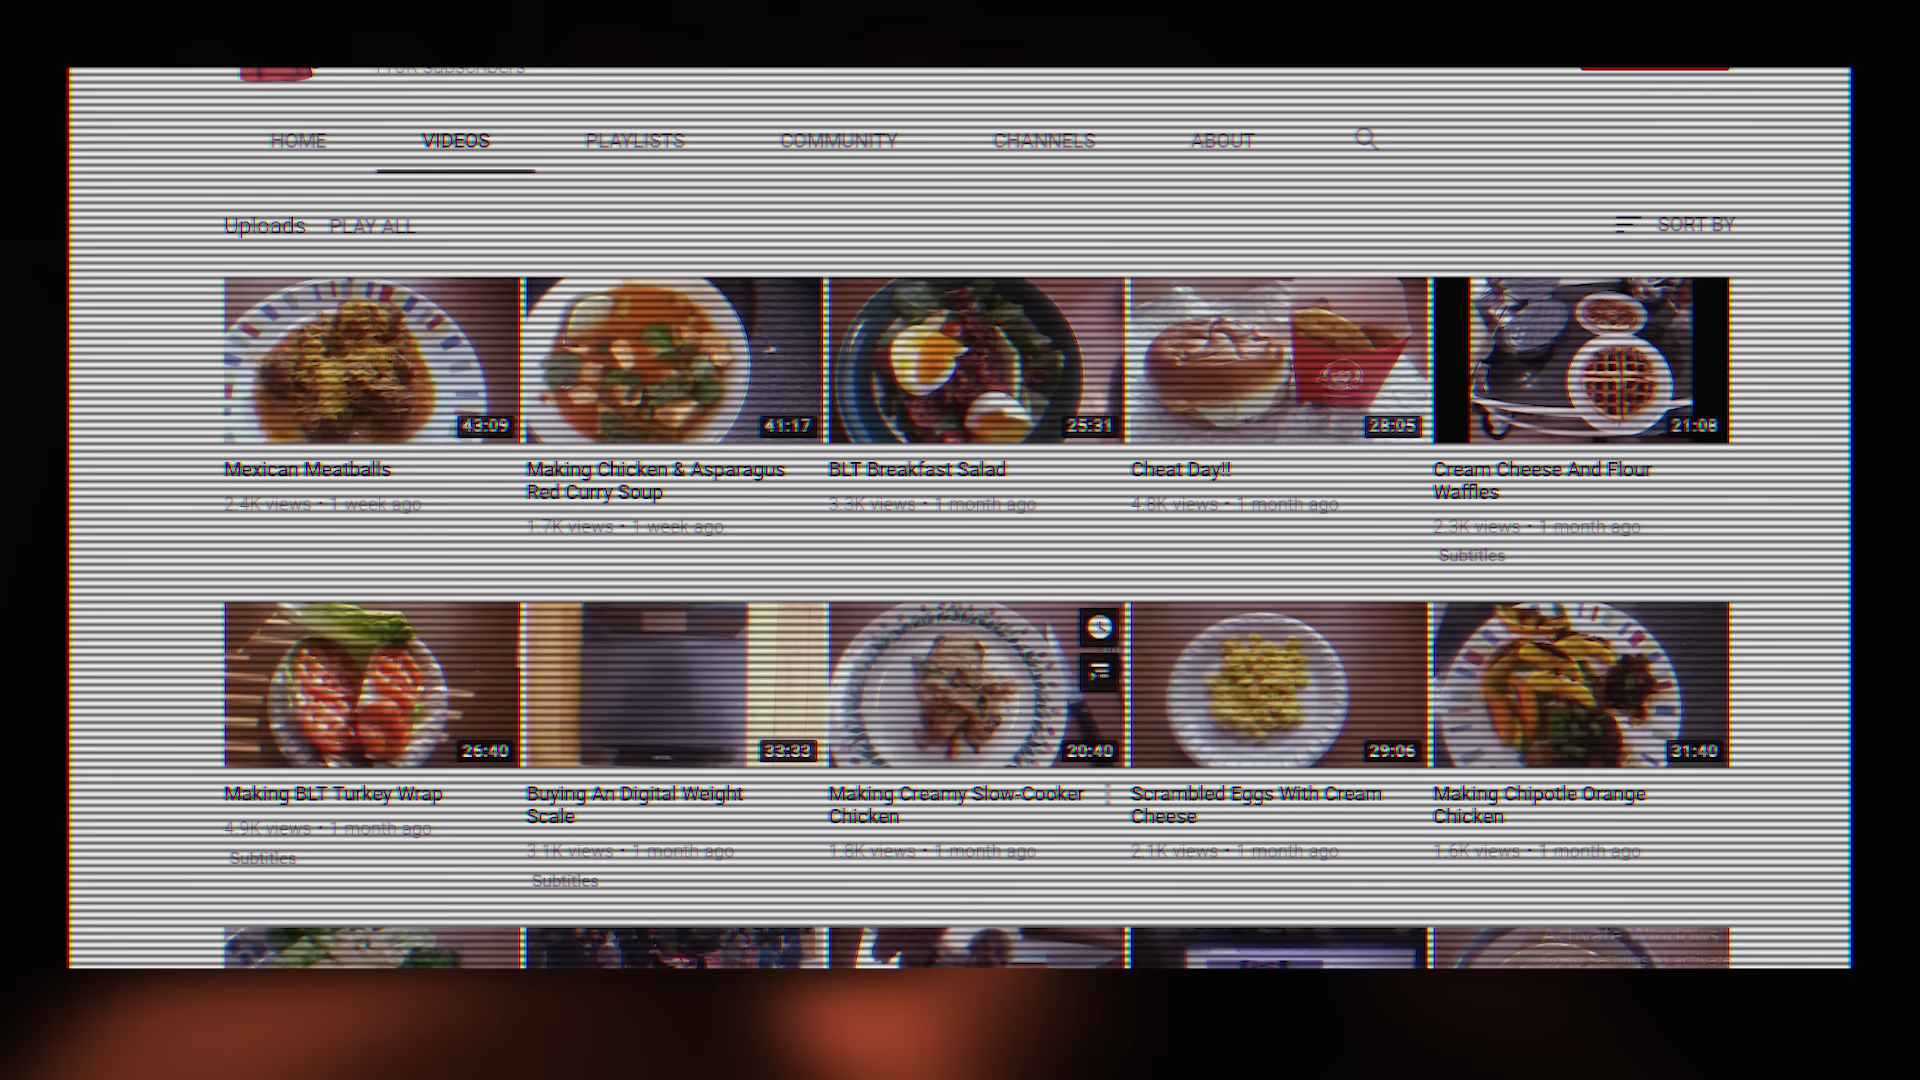 subscribers
HOME VIDEOS PLAYLISTS COMMUNITY CHANNELS ABOUT
Uploads PLAY ALL SORT BY
43:09 41:17 25:31 28:05 21:08
Mexican Meatballs
2.4K views • 1 week ago
Making Chicken & Asparagus
Red Curry Soup
1.7K views • 1 week ago
BLT Breakfast Salad
3.3K views • 1 month ago
Cheat Day!!
4.8K views • 1 month ago
Cream Cheese And Flour
Waffles
2.3K views • 1 month ago
Subtitles
26:40 33:33 20:40 29:06 31:40
Making BLT Turkey Wrap
4.9K views • 1 month ago
Subtitles
Buying An Digital Weight
Scale
3.1K views • 1 month ago
Subtitles
Making Creamy Slow-Cooker
Chicken
1.8K views • 1 month ago
Scrambled Eggs With Cream
Cheese
2.1K views • 1 month ago
Making Chipotle Orange
Chicken
1.6K views • 1 month ago
Activate Windows